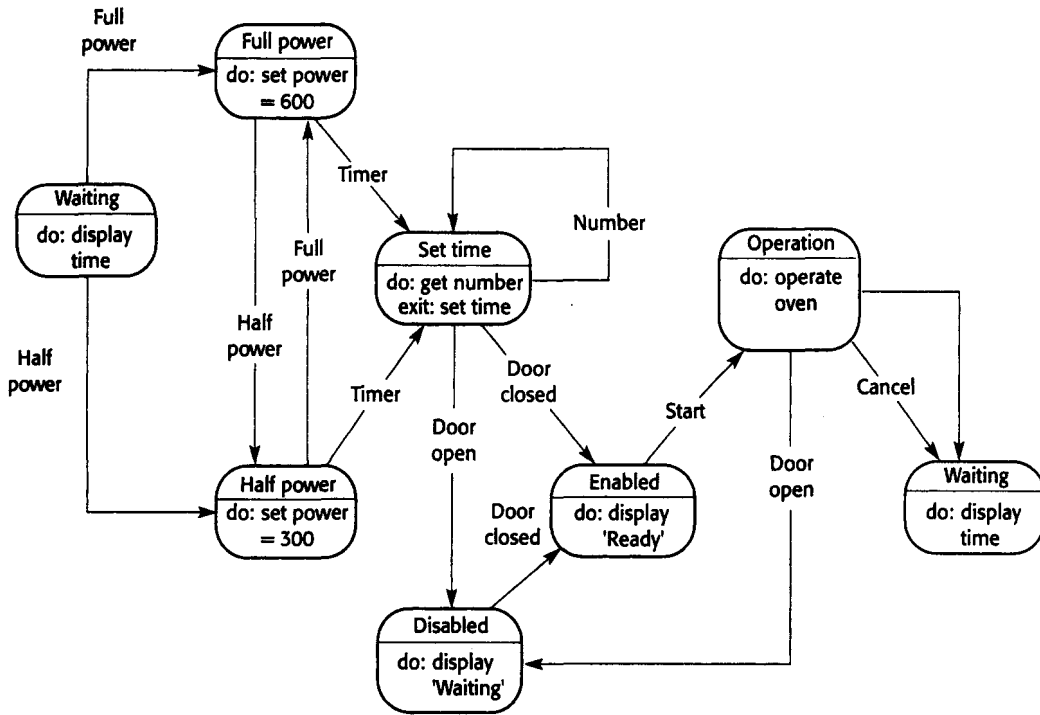 Full
power
Full power
do: set power
= 600
Timer
Waiting
do: display
time
Full
power
Number
Set time
do: get number
exit: set time
Operation
do: operate
oven
Half
power
Half
power
Timer
Door
closed
Start
Cancel
Door
open
Door
open
Half power
do: set power
= 300
Enabled
do: display
'Ready'
Waiting
do: display
time
Door
closed
Disabled
do: display
'Waiting'